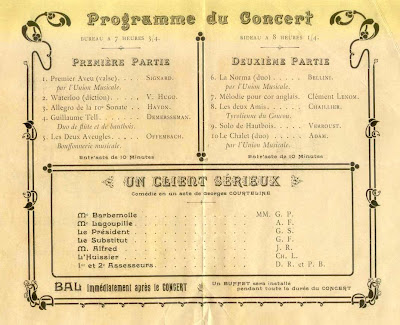 Programme du Concert
BUREAU A 7 HEURES 3/4.
RIDEAU A 8 HEURES 1/4.
PREMIÈRE PARTIE
1. Premier Aveu (valse). . . . SIGNARD.
par l'Union Musicale.
2. Waterloo (diction). . . . V. HUGO.
3. Allegro de la 10e Sonate . . . HAYDN.
4. Guillaume Tell. . . . DEMERSSMAN.
Duo de flûte et de hautbois.
5. Les Deux Aveugles. . . . OFFENBACH.
Bouffonnerie musicale.
Entr'acte de 10 Minutes
DEUXIÈME PARTIE
6. La Norma (duo) . . . . BELLINI.
par l'Union Musicale.
7. Mélodie pour cor anglais. CLÉMENT LENOM.
8. Les deux Amis. . . . CHAILLIER.
Tyrolienne du Coucou.
9. Solo de Hautbois. . . . VERROUST.
10. Le Chalet (duo) . . . . ADAM.
par l'Union Musicale.
Entr'acte de 10 Minutes
UN CLIENT SÉRIEUX
Comédie en un acte de Georges COURTELINE
Me Barbemolle . . . . MM. G. P.
M. Lagoupille . . . . A. F.
Le Président . . . . G. S.
Le Substitut . . . . G. F.
M. Alfred . . . . J. R.
L'Huissier . . . . CH. L.
1er et 2e Assesseurs. . . . D. R. et P. B.
BAL immédiatement après le CONCERT
Un BUFFET sera installé
pendant toute la durée du CONCERT